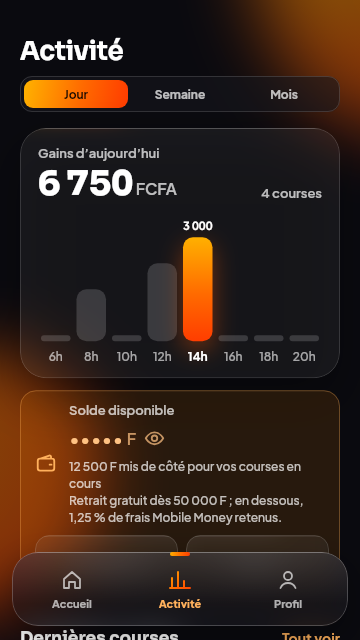 Activité
Jour Semaine Mois
Gains d’aujourd’hui
6 750 FCFA
4 courses
3 000
6h 8h 10h 12h 14h 16h 18h 20h
Solde disponible
••••• F
12 500 F mis de côté pour vos courses en
cours
Retrait gratuit dès 50 000 F ; en dessous,
1,25 % de frais Mobile Money retenus.
Accueil Activité Profil
Dernières courses Tout voir